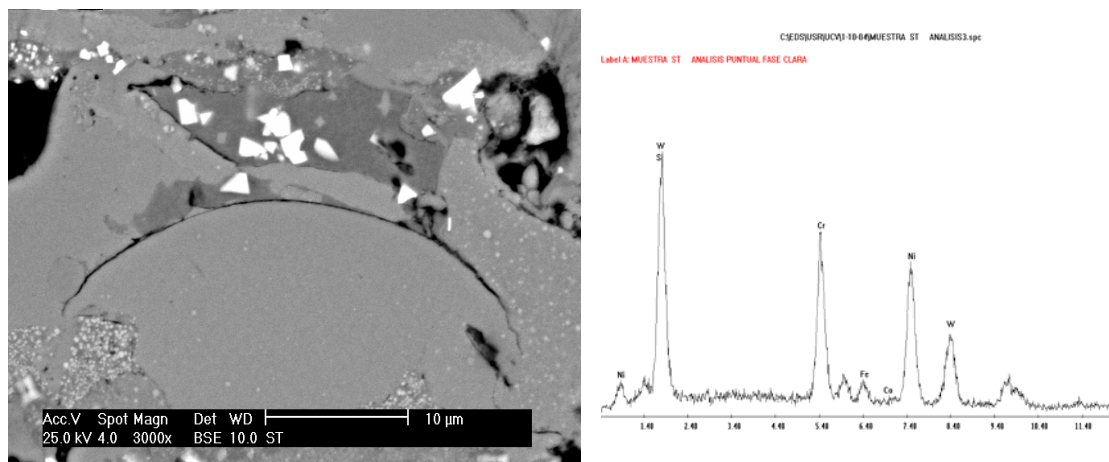 Acc.V Spot Magn Det WD 10 µm
25.0 kV 4.0 3000x BSE 10.0 ST
C:\EDS\USR\UCV\1-10-04\MUESTRA ST ANALISIS3.spc
Label A: MUESTRA ST ANALISIS PUNTUAL FASE CLARA
W
S
Cr
Ni
W
Ni
Fe
Co
1.40 2.40 3.40 4.40 5.40 6.40 7.40 8.40 9.40 10.40 11.40